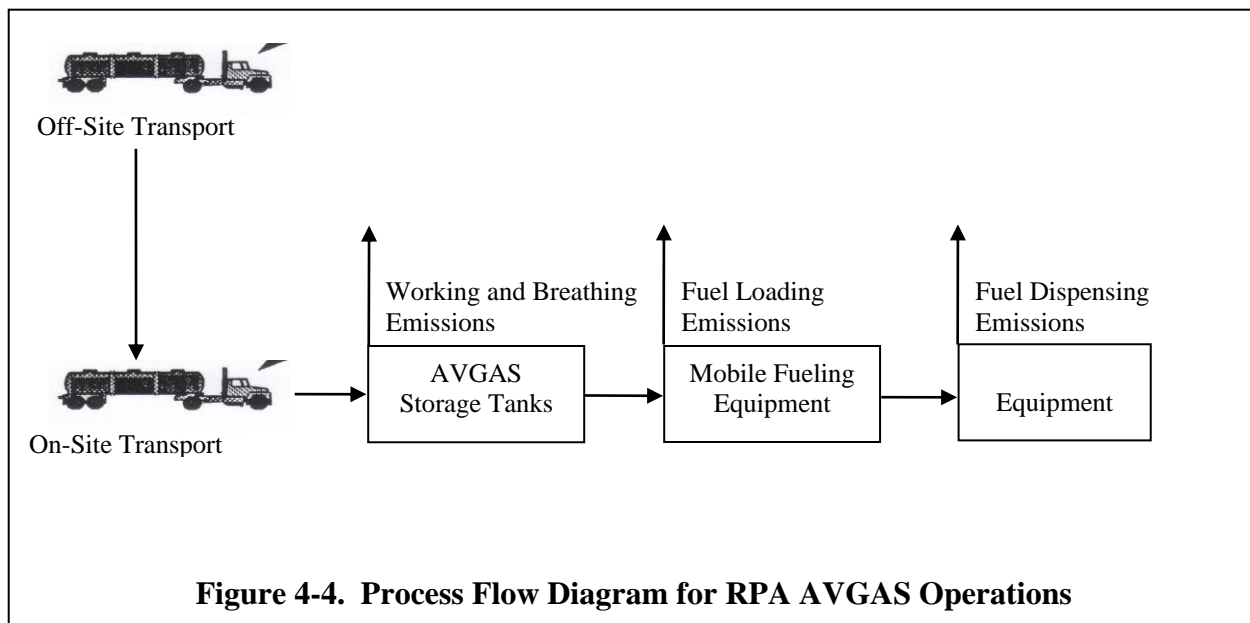 Off-Site Transport
Working and Breathing
Emissions
Fuel Loading
Emissions
Fuel Dispensing
Emissions
On-Site Transport
AVGAS
Storage Tanks
Mobile Fueling
Equipment
Equipment
Figure 4-4. Process Flow Diagram for RPA AVGAS Operations